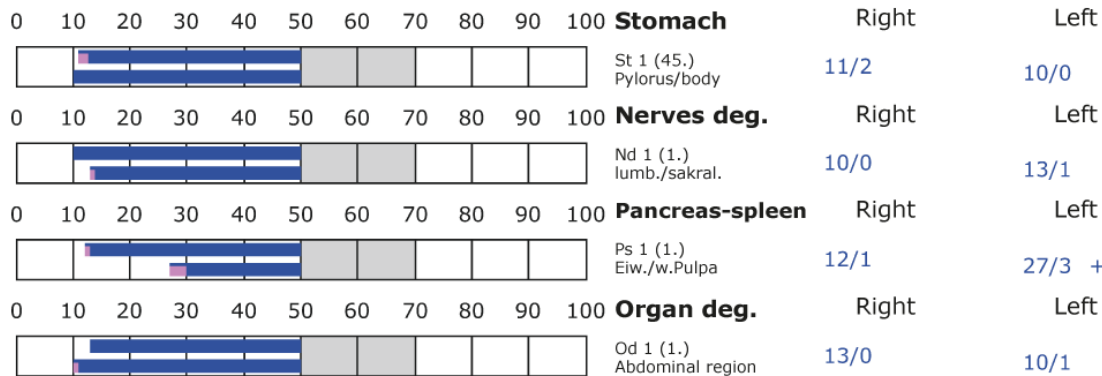 0 10 20 30 40 50 60 70 80 90 100 Stomach Right Left
St 1 (45.)
Pylorus/body 11/2 10/0
0 10 20 30 40 50 60 70 80 90 100 Nerves deg. Right Left
Nd 1 (1.)
lumb./sakral. 10/0 13/1
0 10 20 30 40 50 60 70 80 90 100 Pancreas-spleen Right Left
Ps 1 (1.)
Eiw./w.Pulpa 12/1 27/3 +
0 10 20 30 40 50 60 70 80 90 100 Organ deg. Right Left
Od 1 (1.)
Abdominal region 13/0 10/1